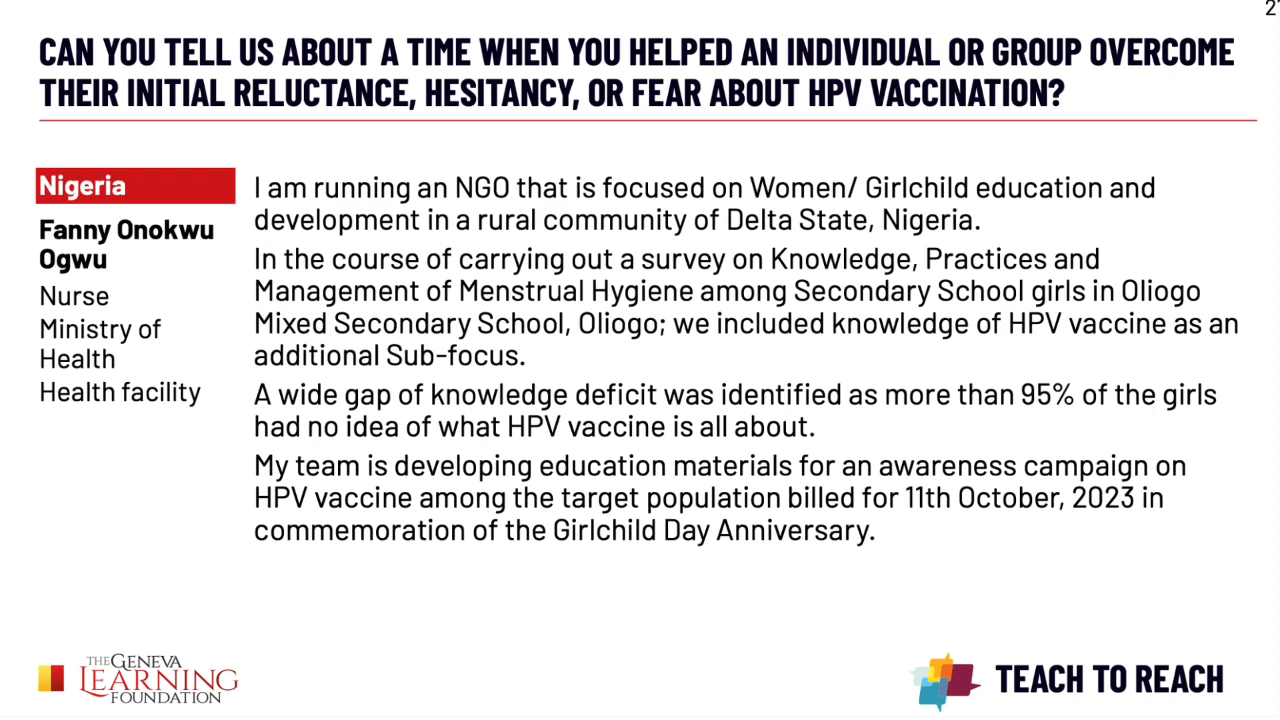 CAN YOU TELL US ABOUT A TIME WHEN YOU HELPED AN INDIVIDUAL OR GROUP OVERCOME
THEIR INITIAL RELUCTANCE, HESITANCY, OR FEAR ABOUT HPV VACCINATION?
Nigeria
Fanny Onokwu
Ogwu
Nurse
Ministry of
Health
Health facility
I am running an NGO that is focused on Women/ Girlchild education and
development in a rural community of Delta State, Nigeria.
In the course of carrying out a survey on Knowledge, Practices and
Management of Menstrual Hygiene among Secondary School girls in Oliogo
Mixed Secondary School, Oliogo; we included knowledge of HPV vaccine as an
additional Sub-focus.
A wide gap of knowledge deficit was identified as more than 95% of the girls
had no idea of what HPV vaccine is all about.
My team is developing education materials for an awareness campaign on
HPV vaccine among the target population billed for 11th October, 2023 in
commemoration of the Girlchild Day Anniversary.
THE GENEVA
LEARNING
FOUNDATION
TEACH TO REACH